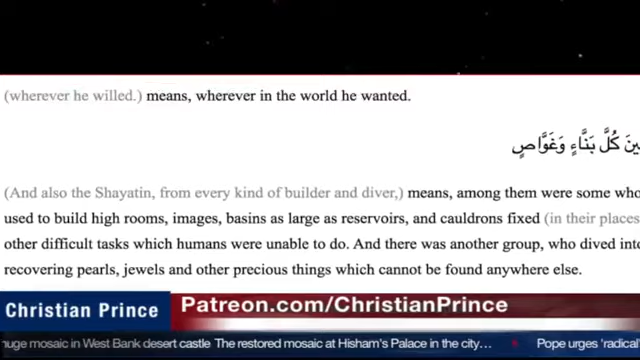 (wherever he willed.) means, wherever in the world he wanted.
كُلَّ بَنَّاءٍ وَغَوَّاصٍ
(And also the Shayatin, from every kind of builder and diver,) means, among them were some who
used to build high rooms, images, basins as large as reservoirs, and cauldrons fixed (in their places
other difficult tasks which humans were unable to do. And there was another group, who dived into
recovering pearls, jewels and other precious things which cannot be found anywhere else.
Christian Prince
Patreon.com/ChristianPrince
mosaic in West Bank desert castle The restored mosaic at Hisham's Palace in the city… Pope urges 'radical